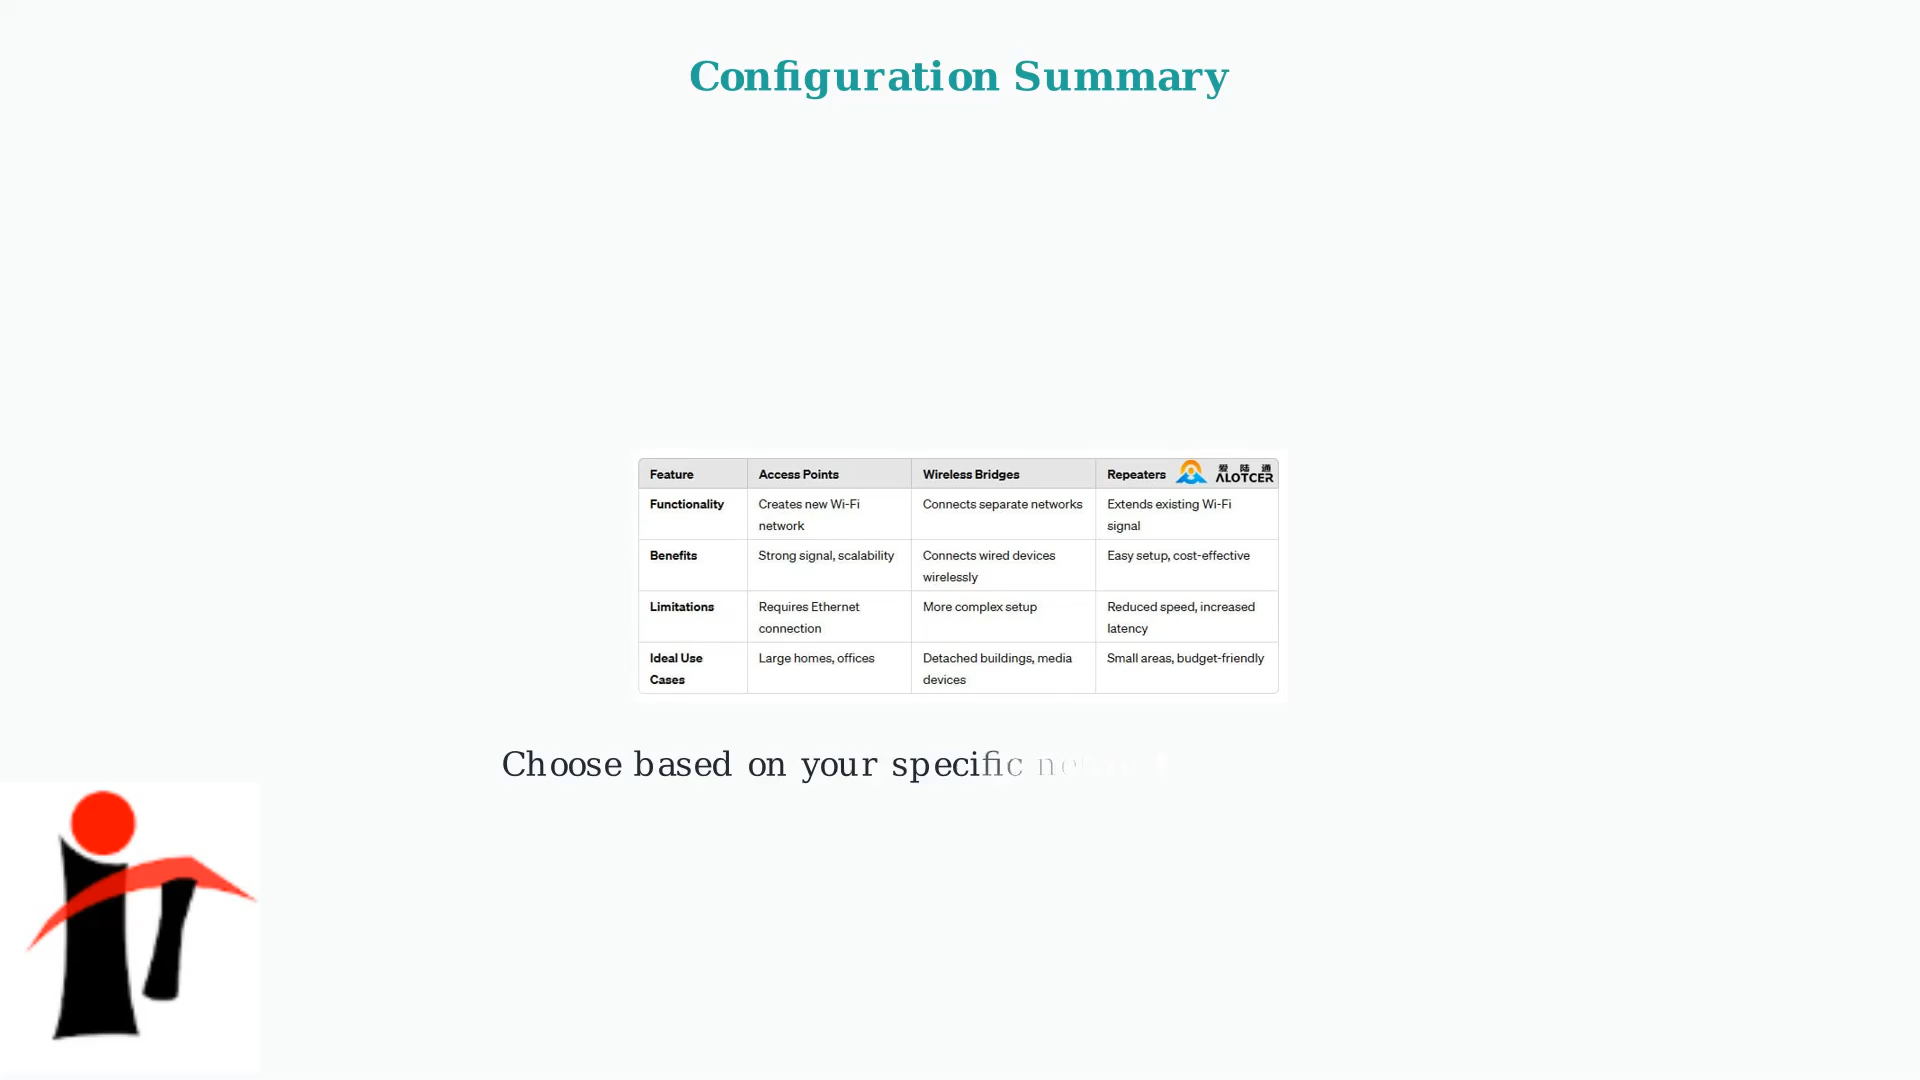 Configuration Summary
Feature Access Points Wireless Bridges Repeaters 爱陆通 ALOTCER
Functionality Creates new Wi-Fi network Connects separate networks Extends existing Wi-Fi signal
Benefits Strong signal, scalability Connects wired devices wirelessly Easy setup, cost-effective
Limitations Requires Ethernet connection More complex setup Reduced speed, increased latency
Ideal Use Cases Large homes, offices Detached buildings, media devices Small areas, budget-friendly
Choose based on your specific